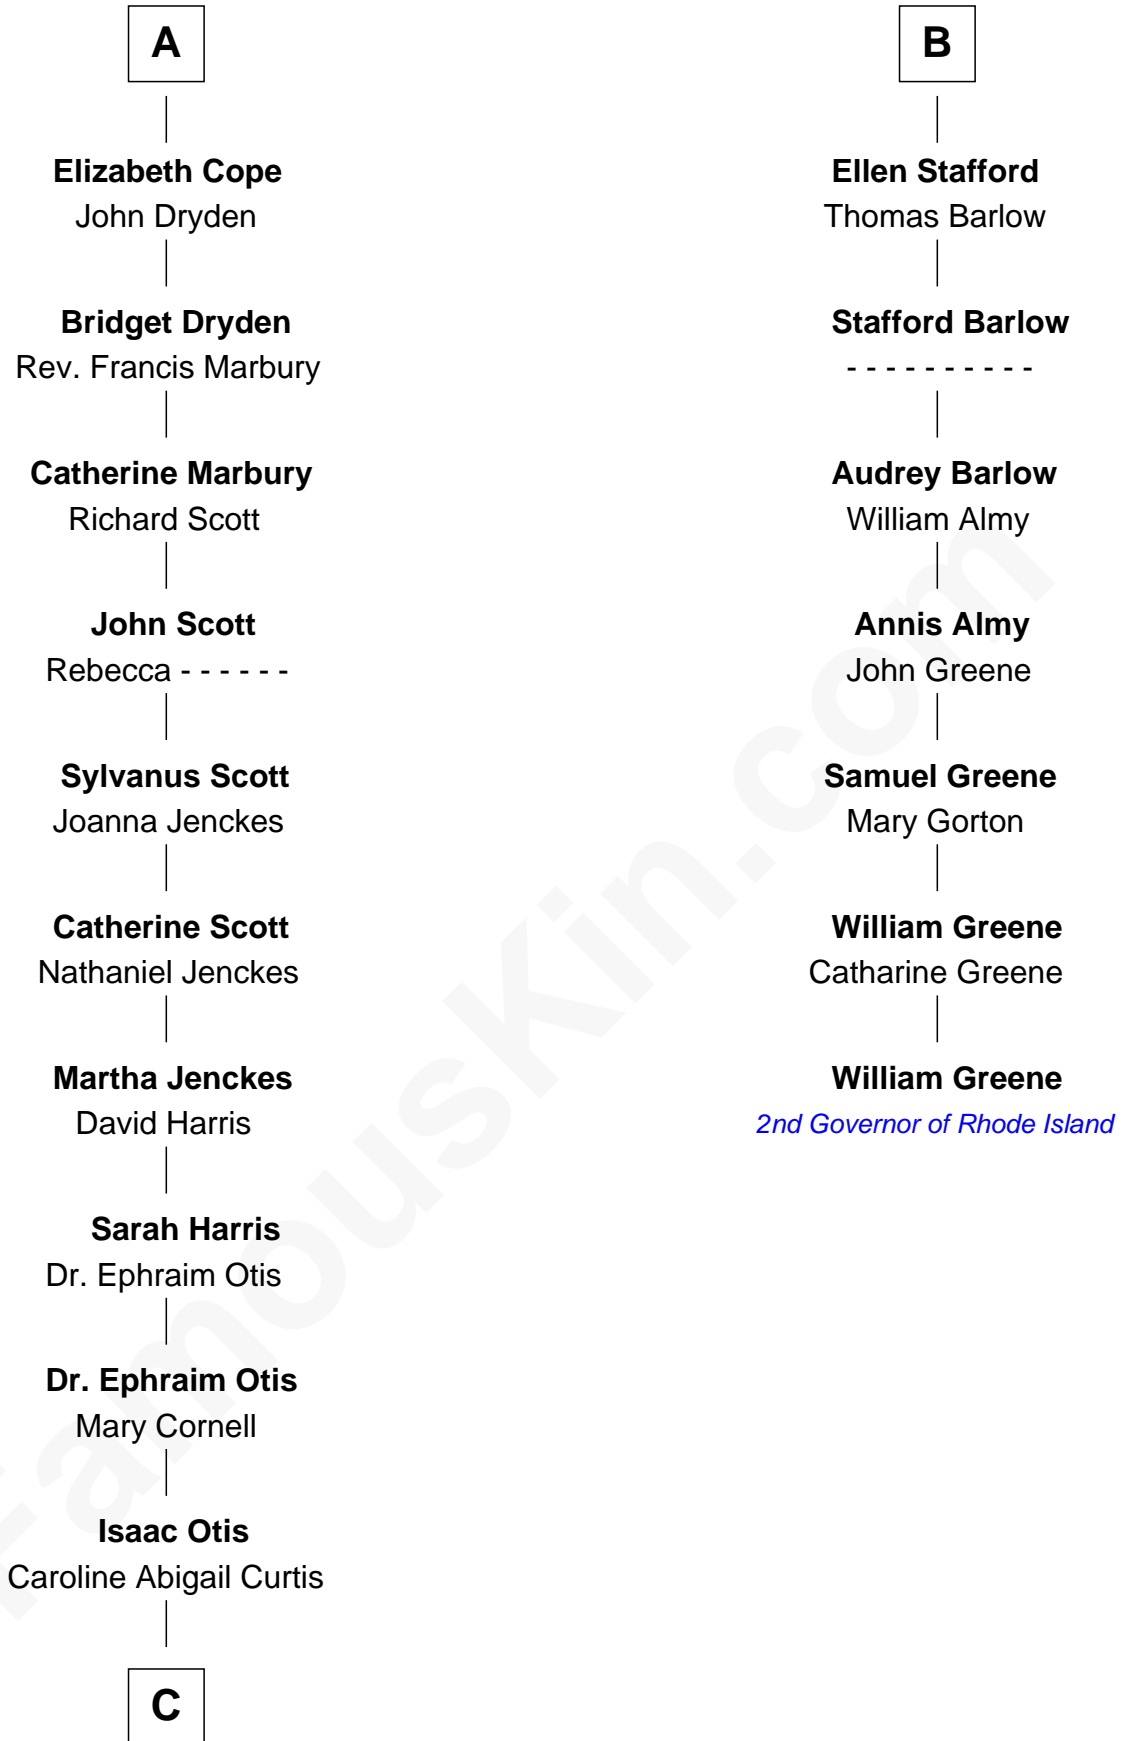 A
Elizabeth Cope
John Dryden
Bridget Dryden
Rev. Francis Marbury
Catherine Marbury
Richard Scott
John Scott
Rebecca - - - - - -
Sylvanus Scott
Joanna Jenckes
Catherine Scott
Nathaniel Jenckes
Martha Jenckes
David Harris
Sarah Harris
Dr. Ephraim Otis
Dr. Ephraim Otis
Mary Cornell
Isaac Otis
Caroline Abigail Curtis
C
B
Ellen Stafford
Thomas Barlow
Stafford Barlow
- - - - - - - - - -
Audrey Barlow
William Almy
Annis Almy
John Greene
Samuel Greene
Mary Gorton
William Greene
Catharine Greene
William Greene
2nd Governor of Rhode Island
FamousKin.com